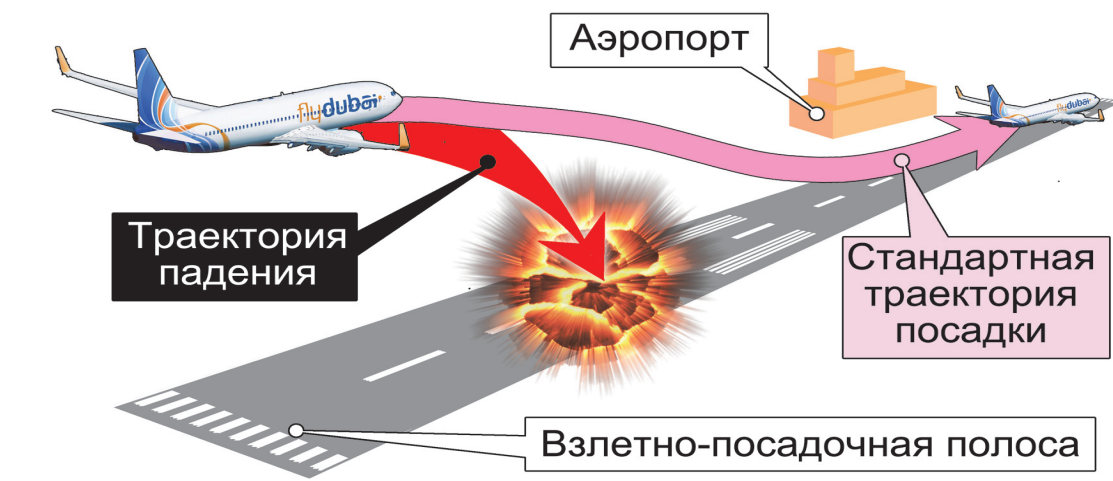 Аэропорт
flydubai
flydubai
Траектория
падения
Стандартная
траектория
посадки
Взлетно-посадочная полоса